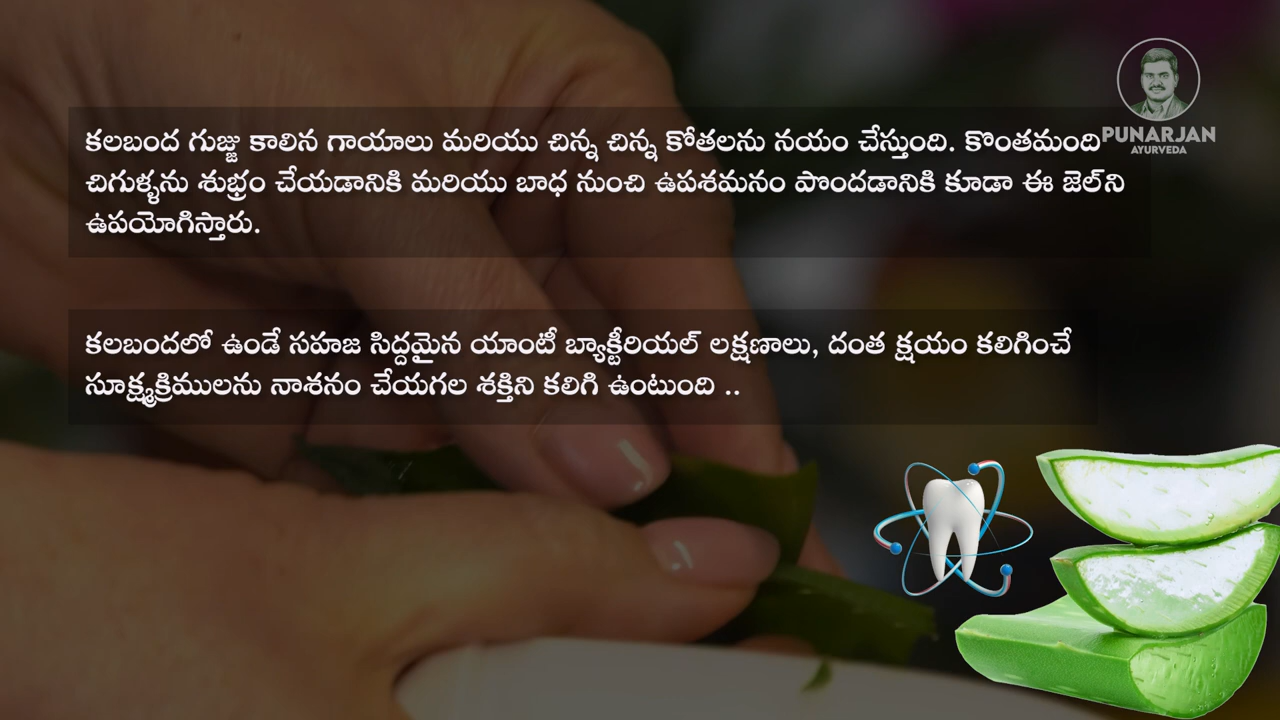 కలబంద గుజ్జు కాలిన గాయాలు మరియు చిన్న చిన్న కోతలను నయం చేస్తుంది. కొంతమంది
చిగుళ్ళను శుభ్రం చేయడానికి మరియు బాధ నుంచి ఉపశమనం పొందడానికి కూడా ఈ జెల్‌ని
ఉపయోగిస్తారు.
PUNARJAN
AYURVEDA
కలబందలో ఉండే సహజ సిద్దమైన యాంటీ బ్యాక్టీరియల్ లక్షణాలు, దంత క్షయం కలిగించే
సూక్ష్మక్రిములను నాశనం చేయగల శక్తిని కలిగి ఉంటుంది ..